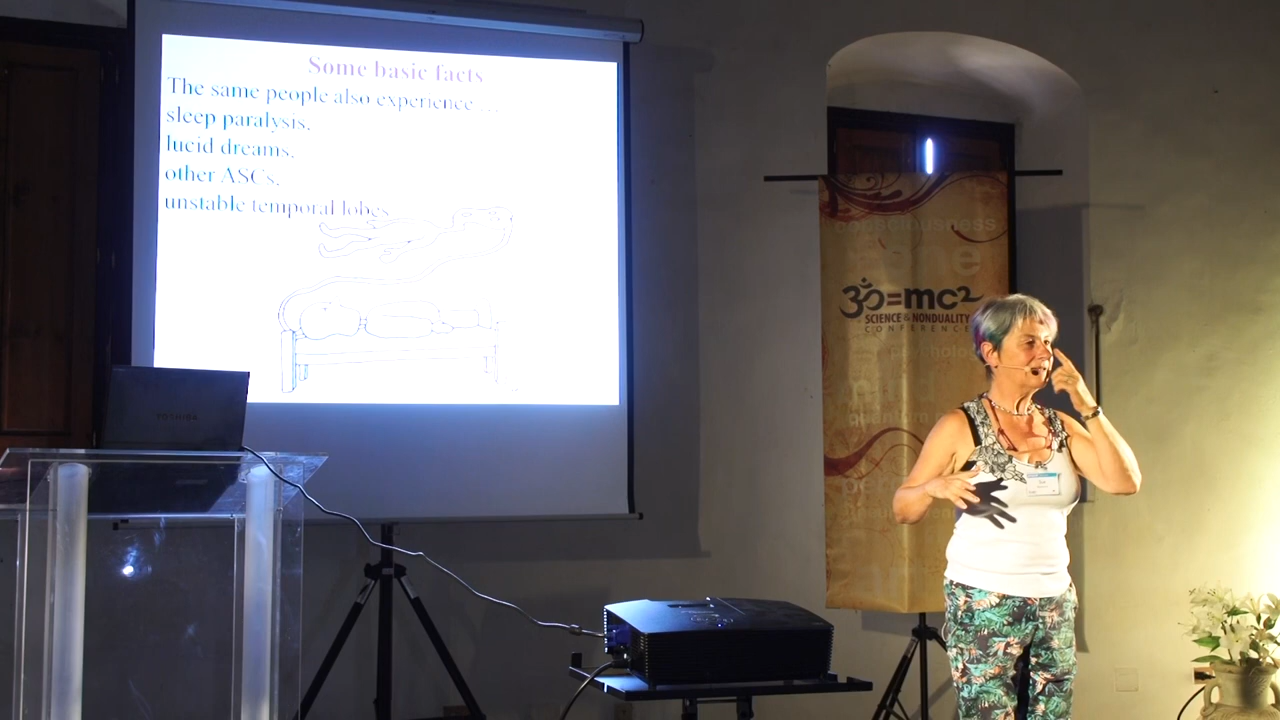 Some basic facts
The same people also experience ...
sleep paralysis,
lucid dreams,
other ASCs,
unstable temporal lobes
TOSHIBA
consciousness
ॐ=mc2
SCIENCE & NONDUALITY
CONFERENCE
Sue